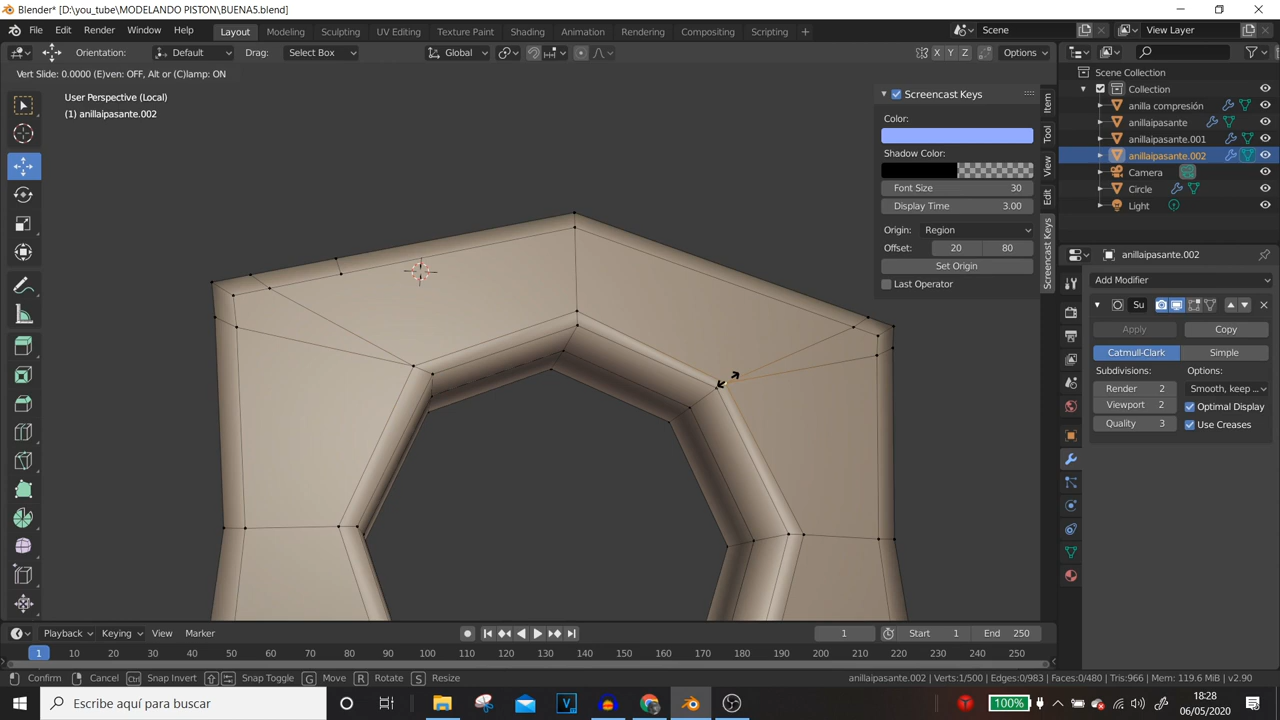 Blender* [D:\you_tube\MODELANDO PISTON\BUENA5.blend]
File Edit Render Window Help Layout Modeling Sculpting UV Editing Texture Paint Shading Animation Rendering Compositing Scripting + Scene View Layer
Orientation: Default Drag: Select Box Global X Y Z Options
Vert Slide: 0.0000 (E)ven: OFF, Alt or (C)lamp: ON
User Perspective (Local)
(1) anillaipasante.002
Screencast Keys
Color:
Shadow Color:
Font Size 30
Display Time 3.00
Origin: Region
Offset: 20 80
Set Origin
Last Operator
Item
Tool
View
Edit
Screencast Keys
Scene Collection
Collection
anilla compresión
anillaipasante
anillaipasante.001
anillaipasante.002
Camera
Circle
Light
anillaipasante.002
Add Modifier
Su
Apply Copy
Catmull-Clark Simple
Subdivisions: Options:
Render 2 Smooth, keep ...
Viewport 2 Optimal Display
Quality 3 Use Creases
Playback Keying View Marker 1 Start 1 End 250
1 10 20 30 40 50 60 70 80 90 100 110 120 130 140 150 160 170 180 190 200 210 220 230 240 250
Confirm Cancel Ctrl Snap Invert Snap Toggle G Move R Rotate S Resize anillaipasante.002 | Verts:1/500 | Edges:0/983 | Faces:0/480 | Tris:966 | Mem: 119.6 MiB | v2.90
Escribe aquí para buscar 100% 18:28
06/05/2020